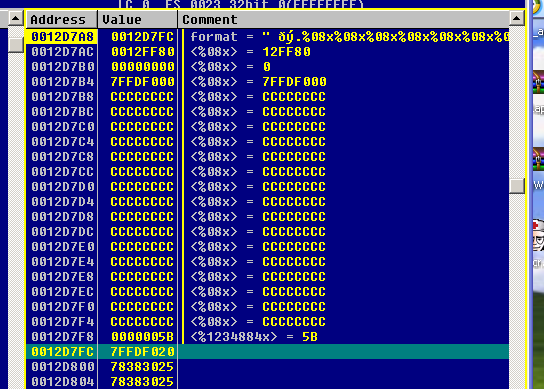 LC 0 FS 0023 32bit 0(FFFFFFFF)
Address Value Comment
0012D7A8 0012D7FC format = " ðý.%08x%08x%08x%08x%08x%0
0012D7AC 0012FF80 <%08x> = 12FF80
0012D7B0 00000000 <%08x> = 0
0012D7B4 7FFDF000 <%08x> = 7FFDF000
0012D7B8 CCCCCCCC <%08x> = CCCCCCCC
0012D7BC CCCCCCCC <%08x> = CCCCCCCC
0012D7C0 CCCCCCCC <%08x> = CCCCCCCC
0012D7C4 CCCCCCCC <%08x> = CCCCCCCC
0012D7C8 CCCCCCCC <%08x> = CCCCCCCC
0012D7CC CCCCCCCC <%08x> = CCCCCCCC
0012D7D0 CCCCCCCC <%08x> = CCCCCCCC
0012D7D4 CCCCCCCC <%08x> = CCCCCCCC
0012D7D8 CCCCCCCC <%08x> = CCCCCCCC
0012D7DC CCCCCCCC <%08x> = CCCCCCCC
0012D7E0 CCCCCCCC <%08x> = CCCCCCCC
0012D7E4 CCCCCCCC <%08x> = CCCCCCCC
0012D7E8 CCCCCCCC <%08x> = CCCCCCCC
0012D7EC CCCCCCCC <%08x> = CCCCCCCC
0012D7F0 CCCCCCCC <%08x> = CCCCCCCC
0012D7F4 CCCCCCCC <%08x> = CCCCCCCC
0012D7F8 0000005B <%1234884x> = 5B
0012D7FC 7FFDF020
0012D800 78383025
0012D804 78383025